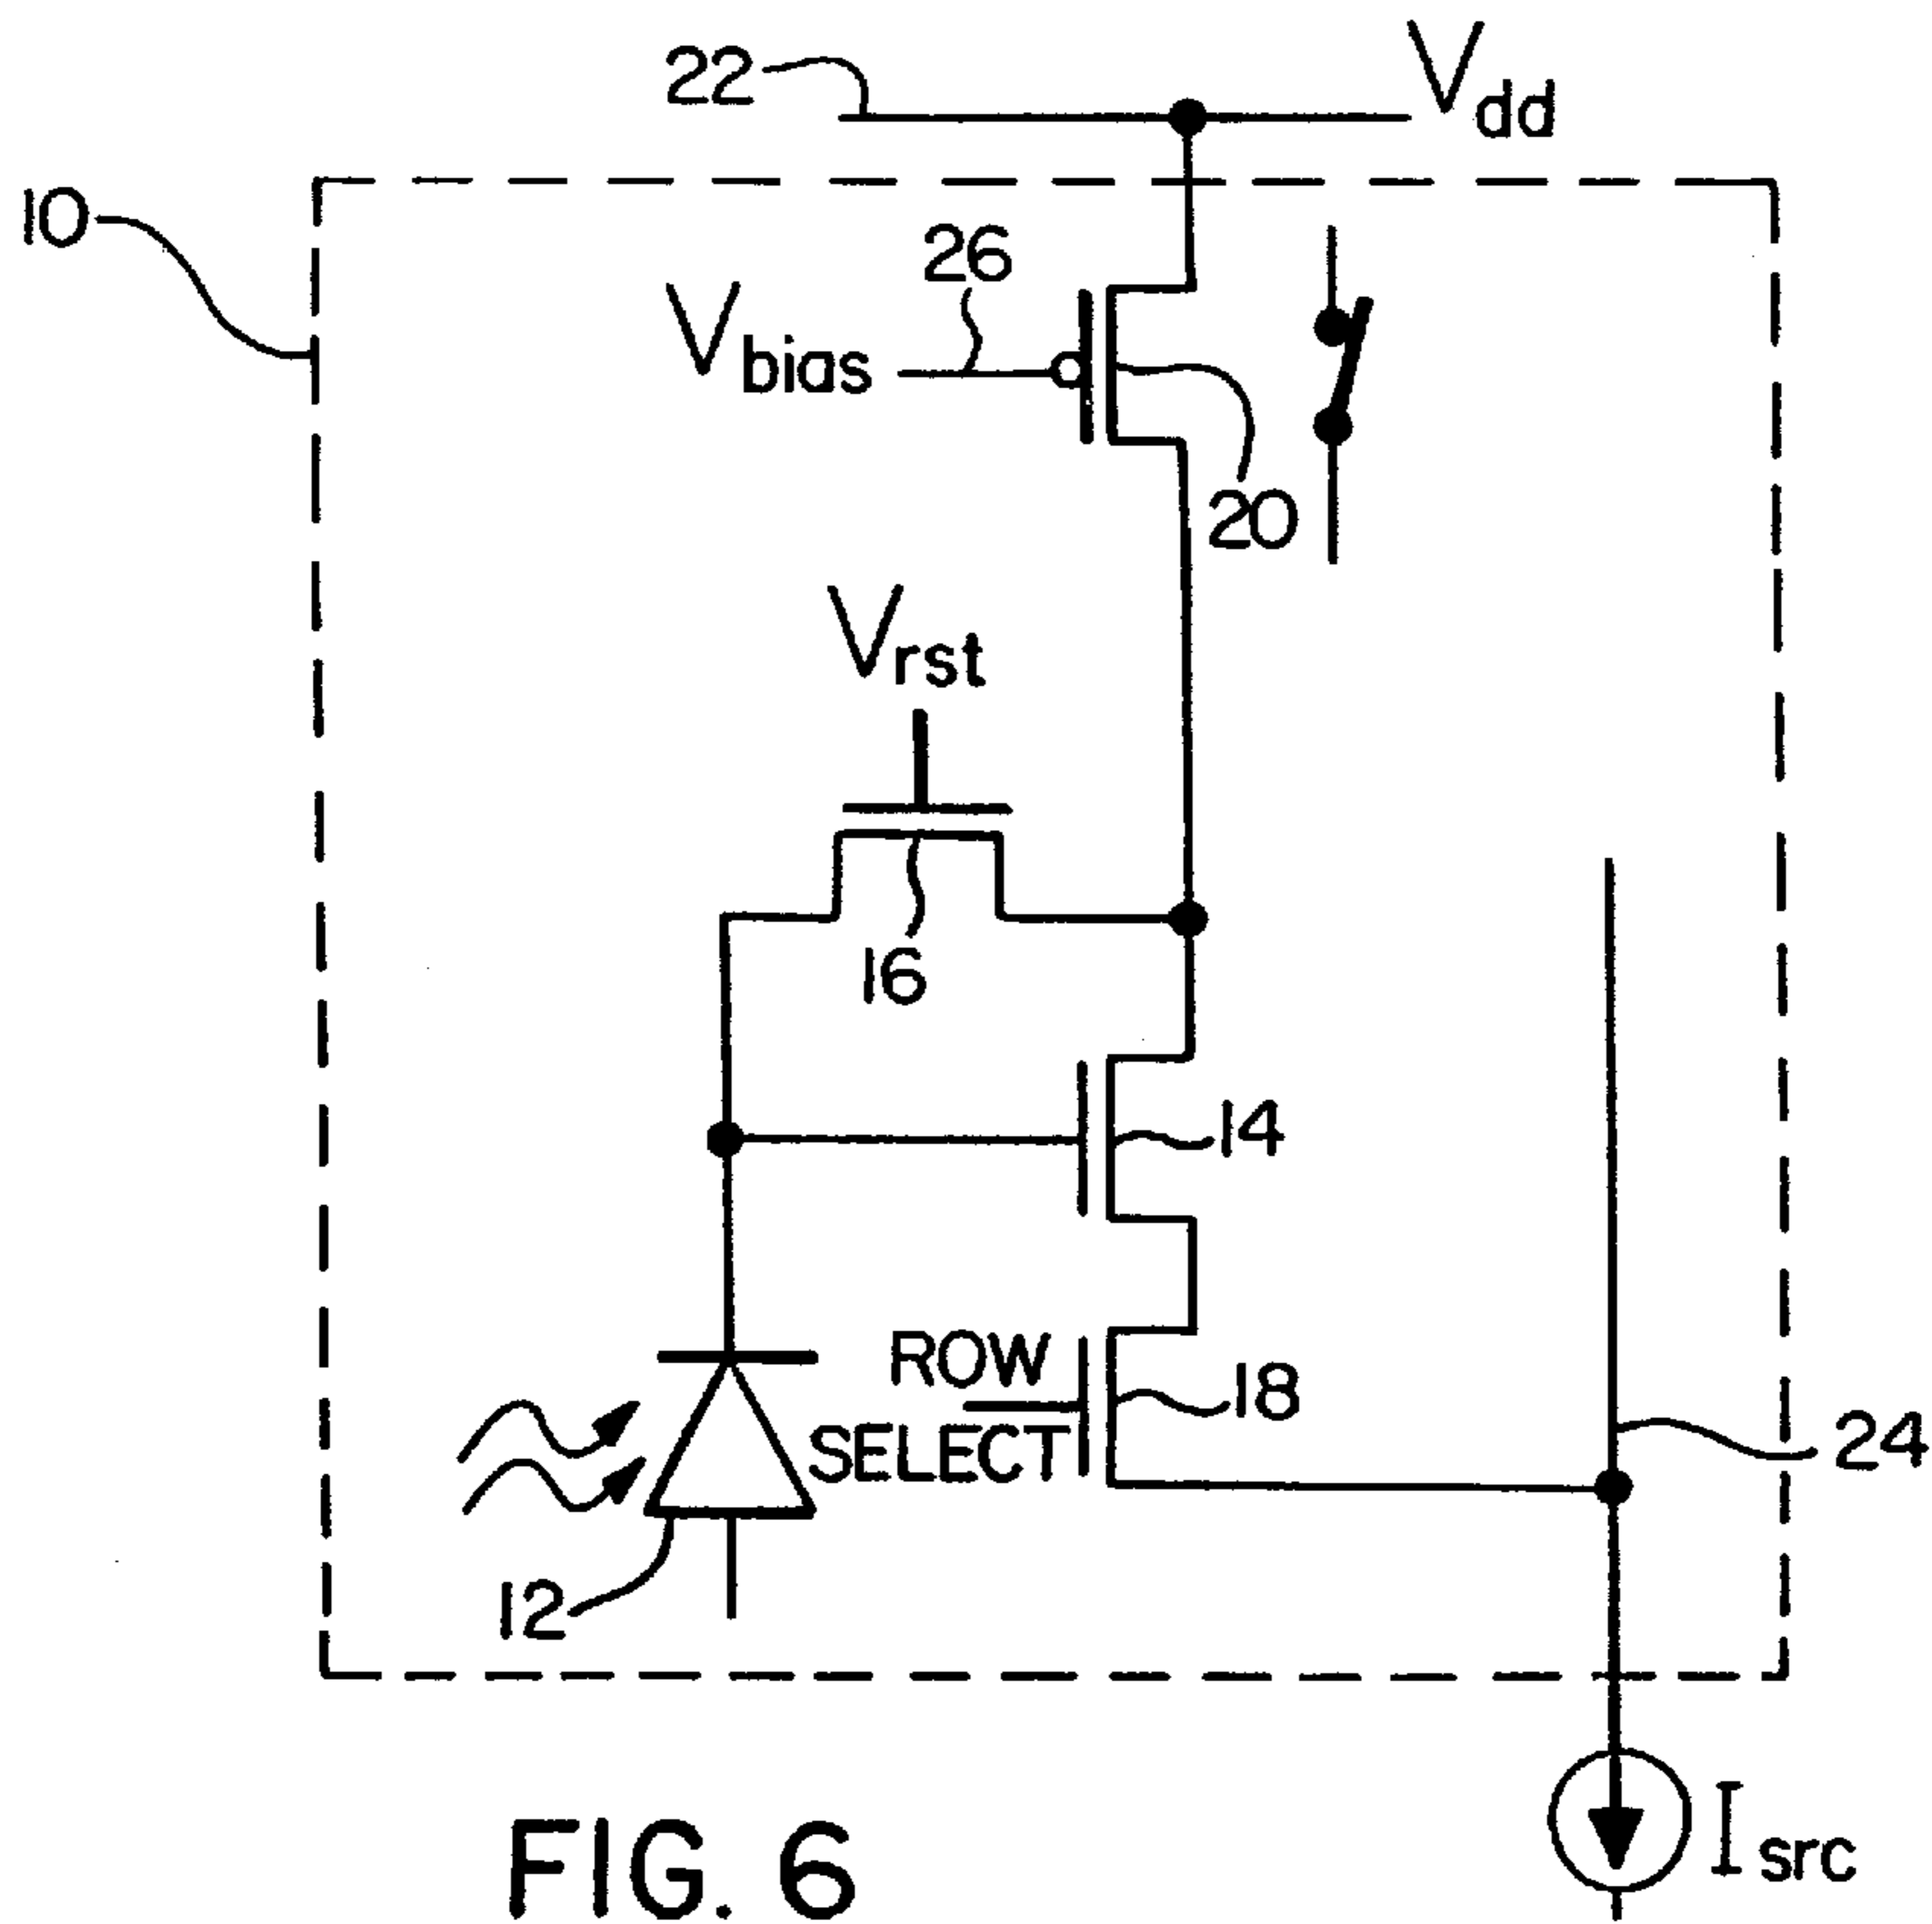 22
Vdd
10
26
Vbias
20
Vrst
16
14
ROW
SELECT
18
24
12
Isrc
FIG. 6